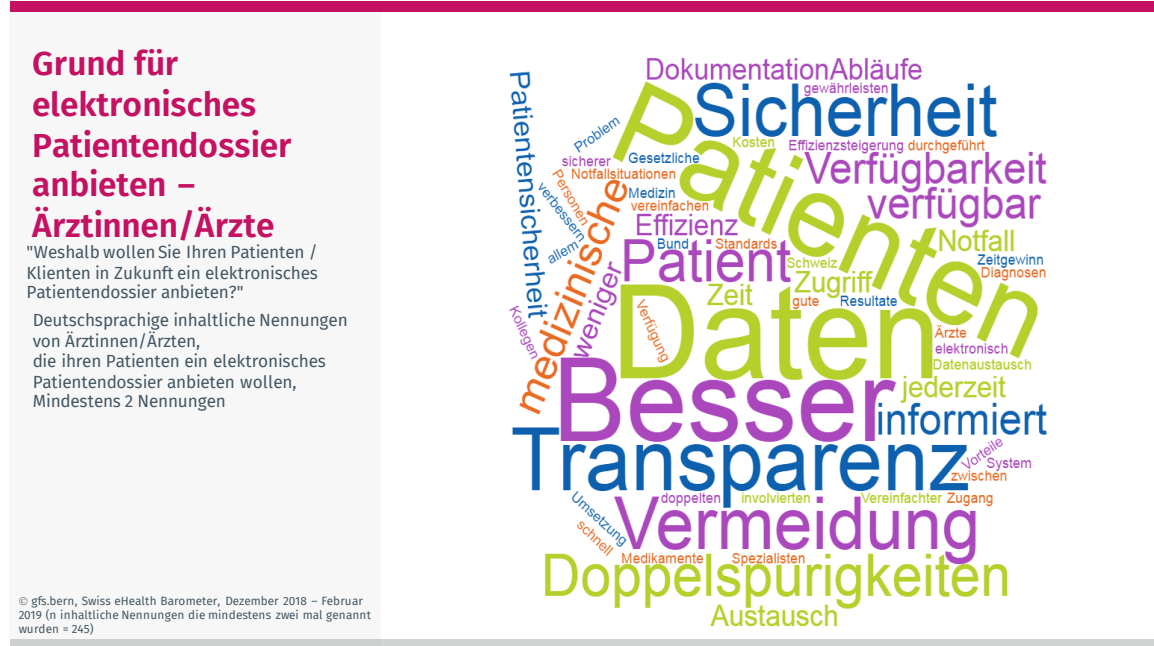 Grund für
elektronisches
Patientendossier
anbieten –
Ärztinnen/Ärzte
"Weshalb wollen Sie Ihren Patienten /
Klienten in Zukunft ein elektronisches
Patientendossier anbieten?"
Deutschsprachige inhaltliche Nennungen
von Ärztinnen/Ärzten,
die ihren Patienten ein elektronisches
Patientendossier anbieten wollen,
Mindestens 2 Nennungen
© gfs.bern, Swiss eHealth Barometer, Dezember 2018 – Februar
2019 (n inhaltliche Nennungen die mindestens zwei mal genannt
wurden = 245)
Dokumentation
Abläufe
gewährleisten
Sicherheit
Patienten
Patientensicherheit
Problem
Kosten
Effizienzsteigerung
durchgeführt
sicherer
Gesetzliche
Notfallsituationen
Verfügbarkeit
Personen
verbessern
Medizin
vereinfachen
medizinische
verfügbar
Effizienz
allem
Bund
Standards
Notfall
Patient
Schweiz
Zeitgewinn
Diagnosen
weniger
Zeit
Zugriff
gute
Resultate
Kollegen
Verfügung
Daten
Ärzte
elektronisch
Datenaustausch
Besser
jederzeit
informiert
Transparenz
Vorteile
System
zwischen
Umsetzung
schnell
doppelten
involvierten
Vereinfachter
Zugang
Vermeidung
Medikamente
Spezialisten
Doppelspurigkeiten
Austausch